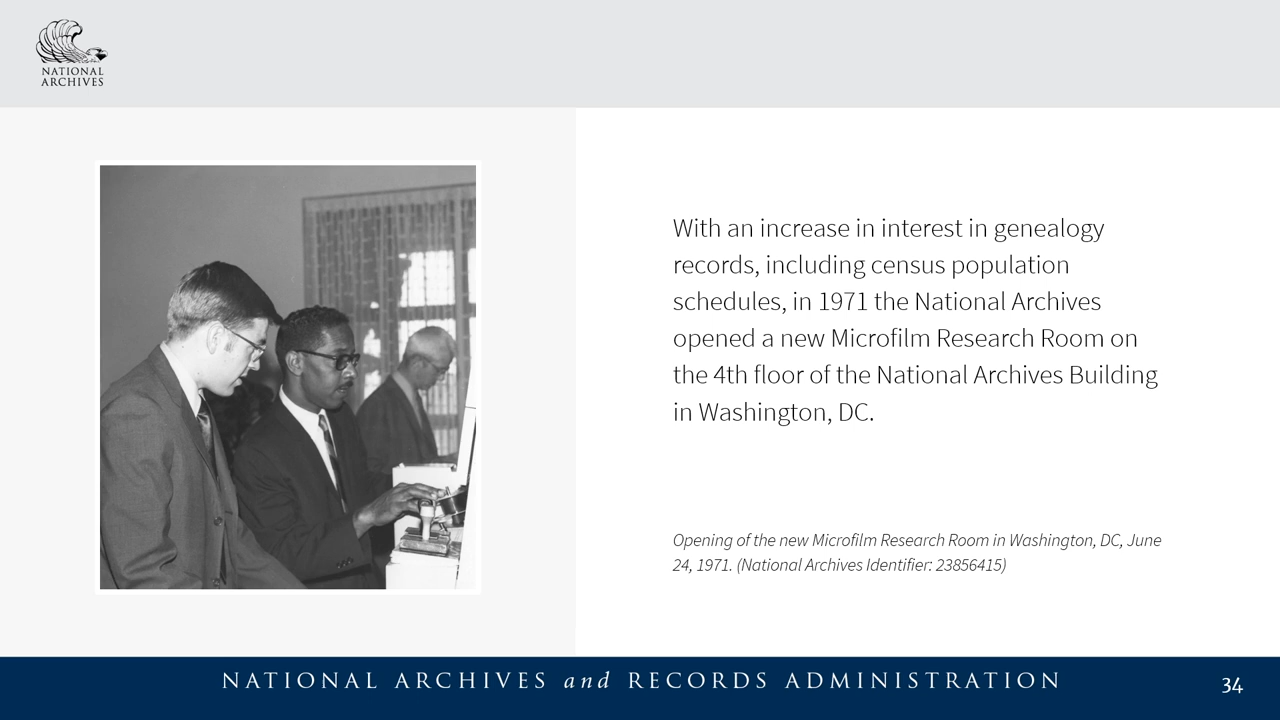 NATIONAL
ARCHIVES
With an increase in interest in genealogy
records, including census population
schedules, in 1971 the National Archives
opened a new Microfilm Research Room on
the 4th floor of the National Archives Building
in Washington, DC.
Opening of the new Microfilm Research Room in Washington, DC, June
24, 1971. (National Archives Identifier: 23856415)
NATIONAL ARCHIVES and RECORDS ADMINISTRATION
34